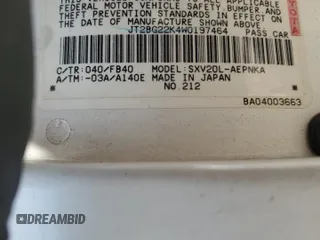 FEDERAL MOTOR VEHICLE SAFETY, BUMPER, AND
THEFT PREVENTION STANDARDS IN EFFECT ON
THE DATE OF MANUFACTURE SHOWN ABOVE.
JT2BG22K4W0197464 PASS.CAR
C/TR: 040/FB40 MODEL: SXV20L-AEPNKA
A/TM: -03A/A140E MADE IN JAPAN
NO.212
BA04003663
DREAMBID